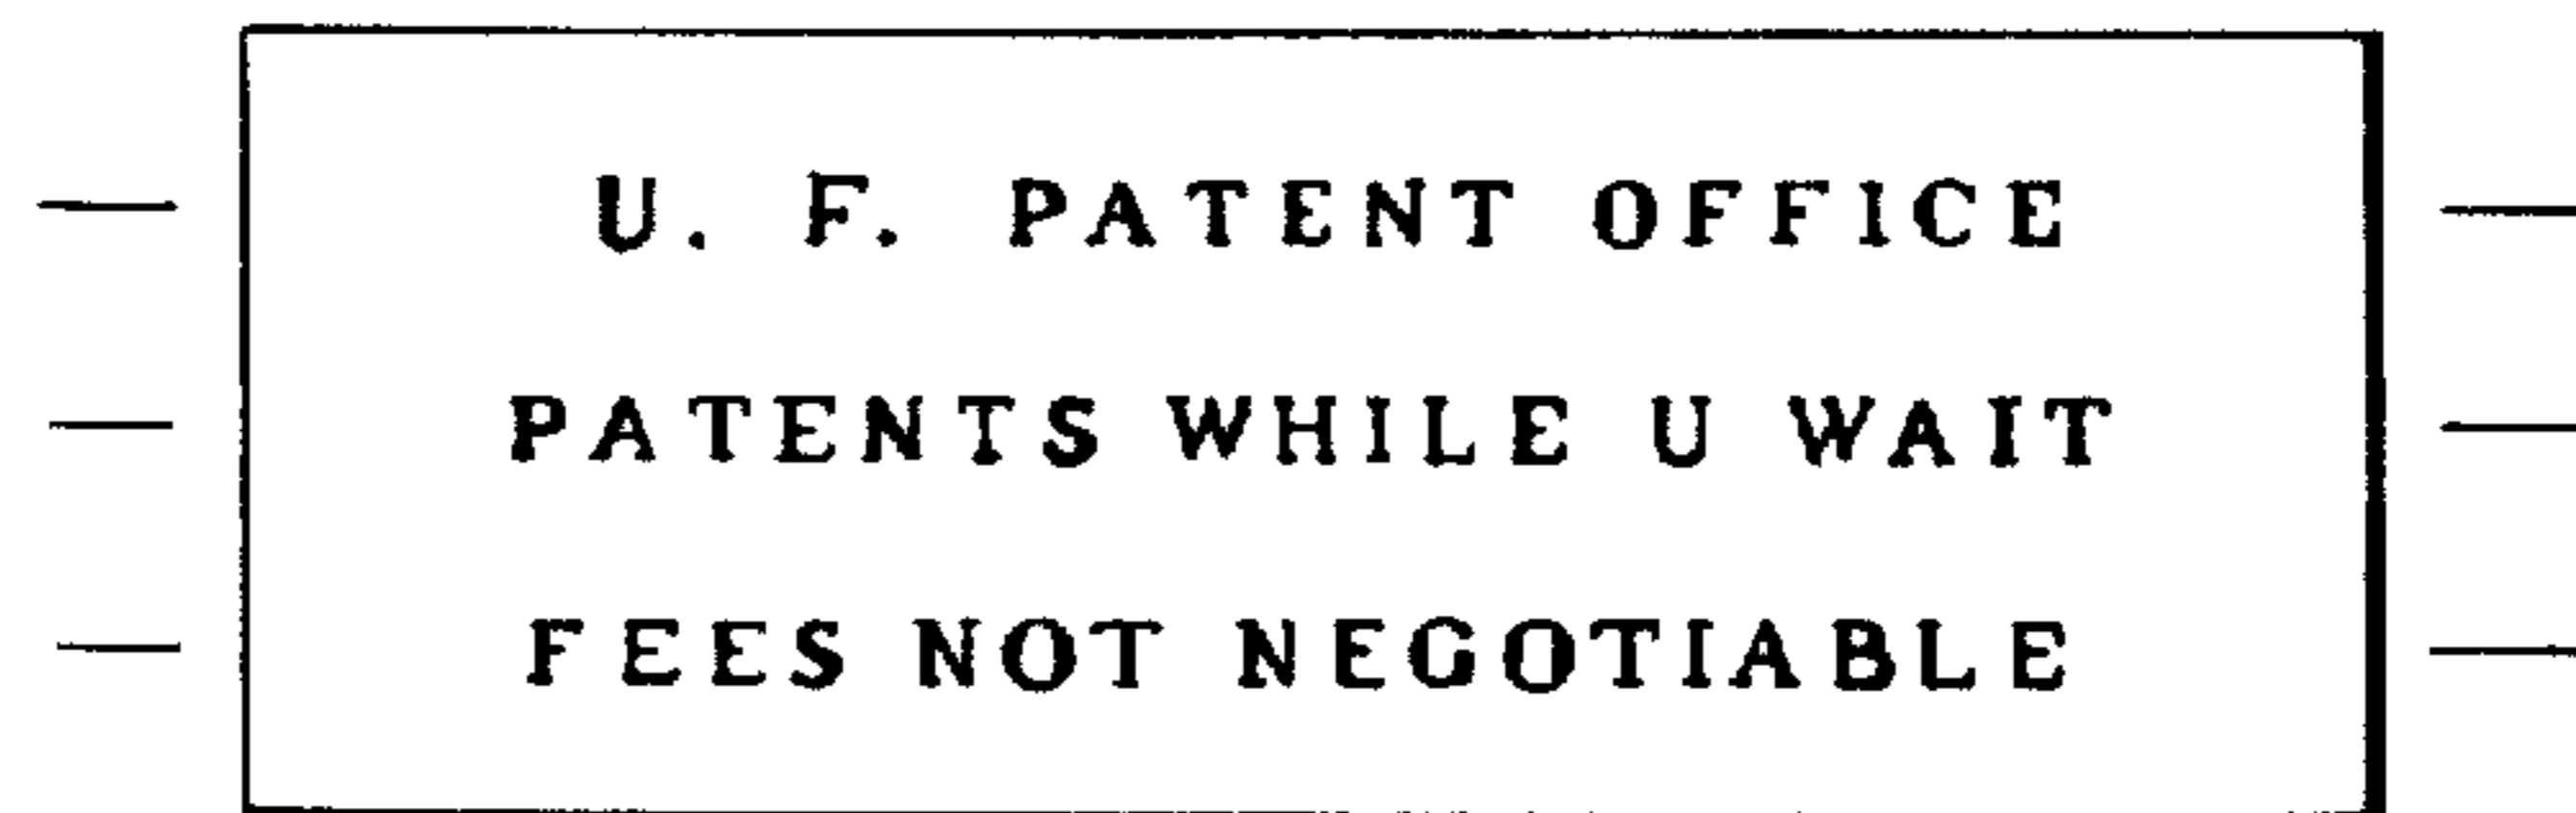 U. F. PATENT OFFICE
PATENTS WHILE U WAIT
FEES NOT NEGOTIABLE